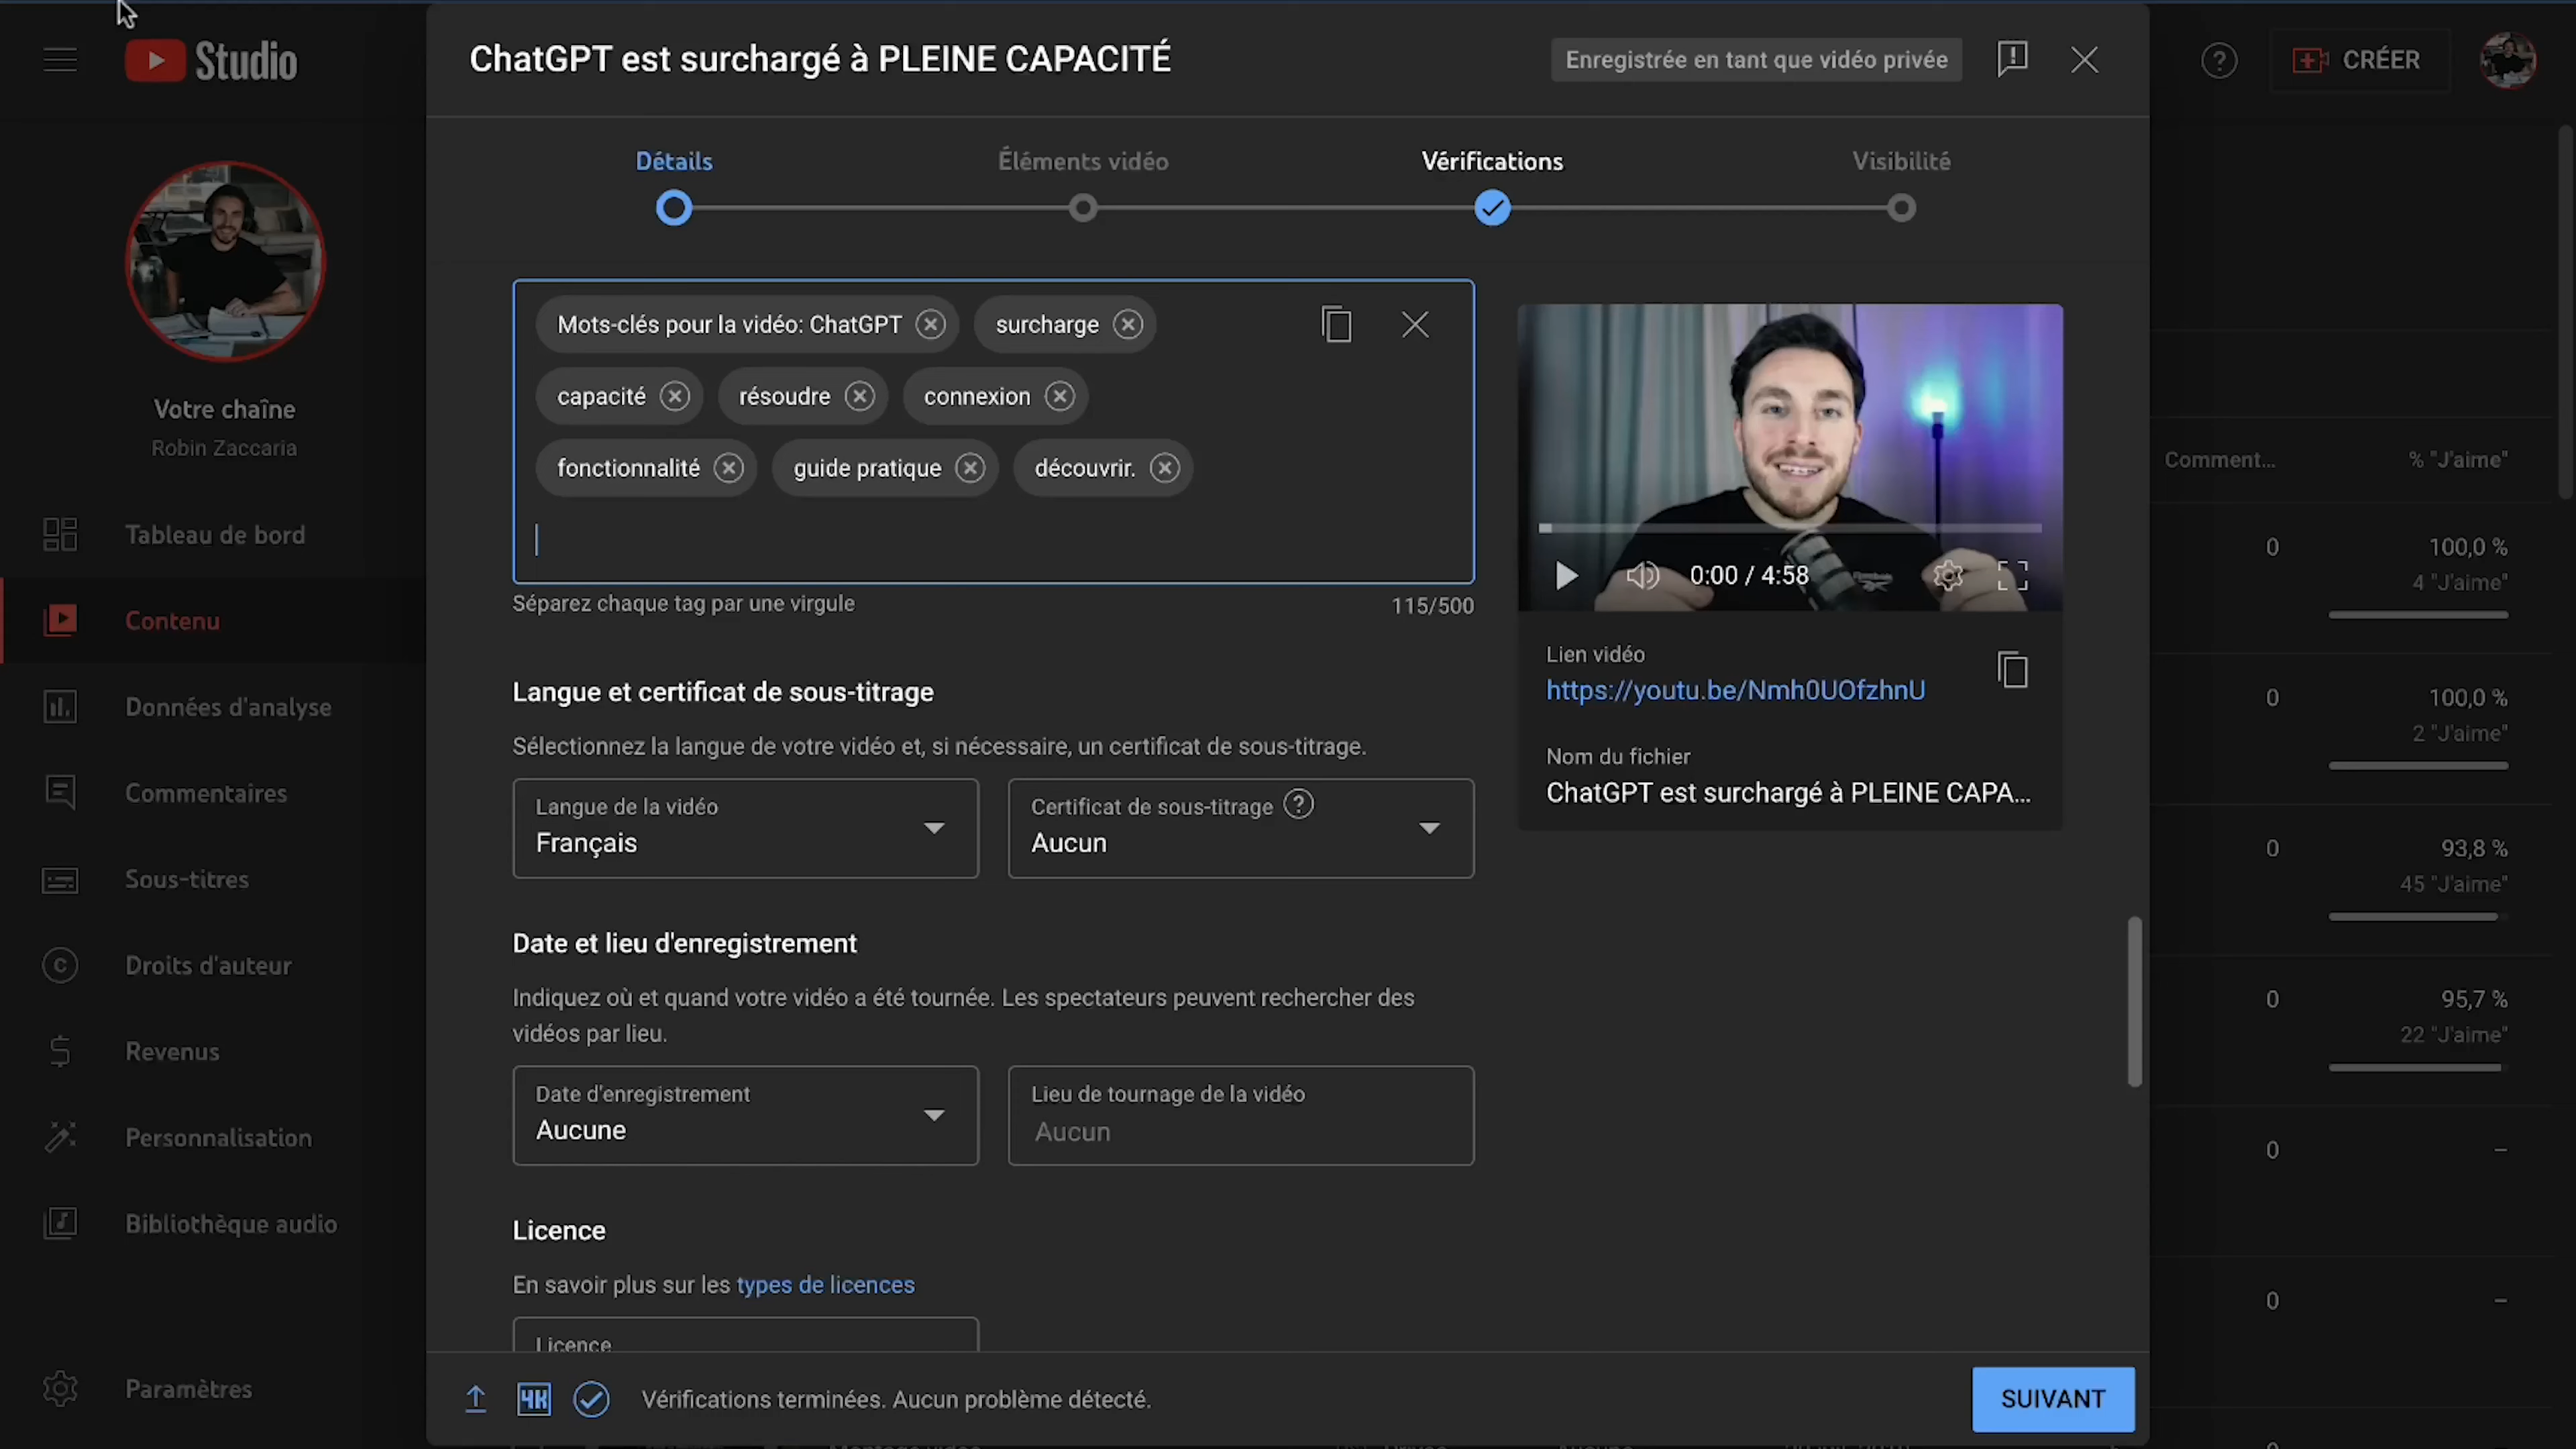 Studio
ChatGPT est surchargé à PLEINE CAPACITÉ
Enregistrée en tant que vidéo privée
CRÉER
Détails
Éléments vidéo
Vérifications
Visibilité
Votre chaîne
Robin Zaccaria
Tableau de bord
Contenu
Données d'analyse
Commentaires
Sous-titres
Droits d'auteur
Revenus
Personnalisation
Bibliothèque audio
Paramètres
Mots-clés pour la vidéo: ChatGPT
surcharge
capacité
résoudre
connexion
fonctionnalité
guide pratique
découvrir.
Séparez chaque tag par une virgule
115/500
Langue et certificat de sous-titrage
Sélectionnez la langue de votre vidéo et, si nécessaire, un certificat de sous-titrage.
Langue de la vidéo
Français
Certificat de sous-titrage
Aucun
Date et lieu d'enregistrement
Indiquez où et quand votre vidéo a été tournée. Les spectateurs peuvent rechercher des
vidéos par lieu.
Date d'enregistrement
Aucune
Lieu de tournage de la vidéo
Aucun
Licence
En savoir plus sur les types de licences
Licence
0:00 / 4:58
Lien vidéo
https://youtu.be/Nmh0UOfzhnU
Nom du fichier
ChatGPT est surchargé à PLEINE CAPA...
4K
Vérifications terminées. Aucun problème détecté.
SUIVANT
Comment...
% "J'aime"
0
100,0 %
4 "J'aime"
0
100,0 %
2 "J'aime"
0
93,8 %
45 "J'aime"
0
95,7 %
22 "J'aime"
0
–
0
–